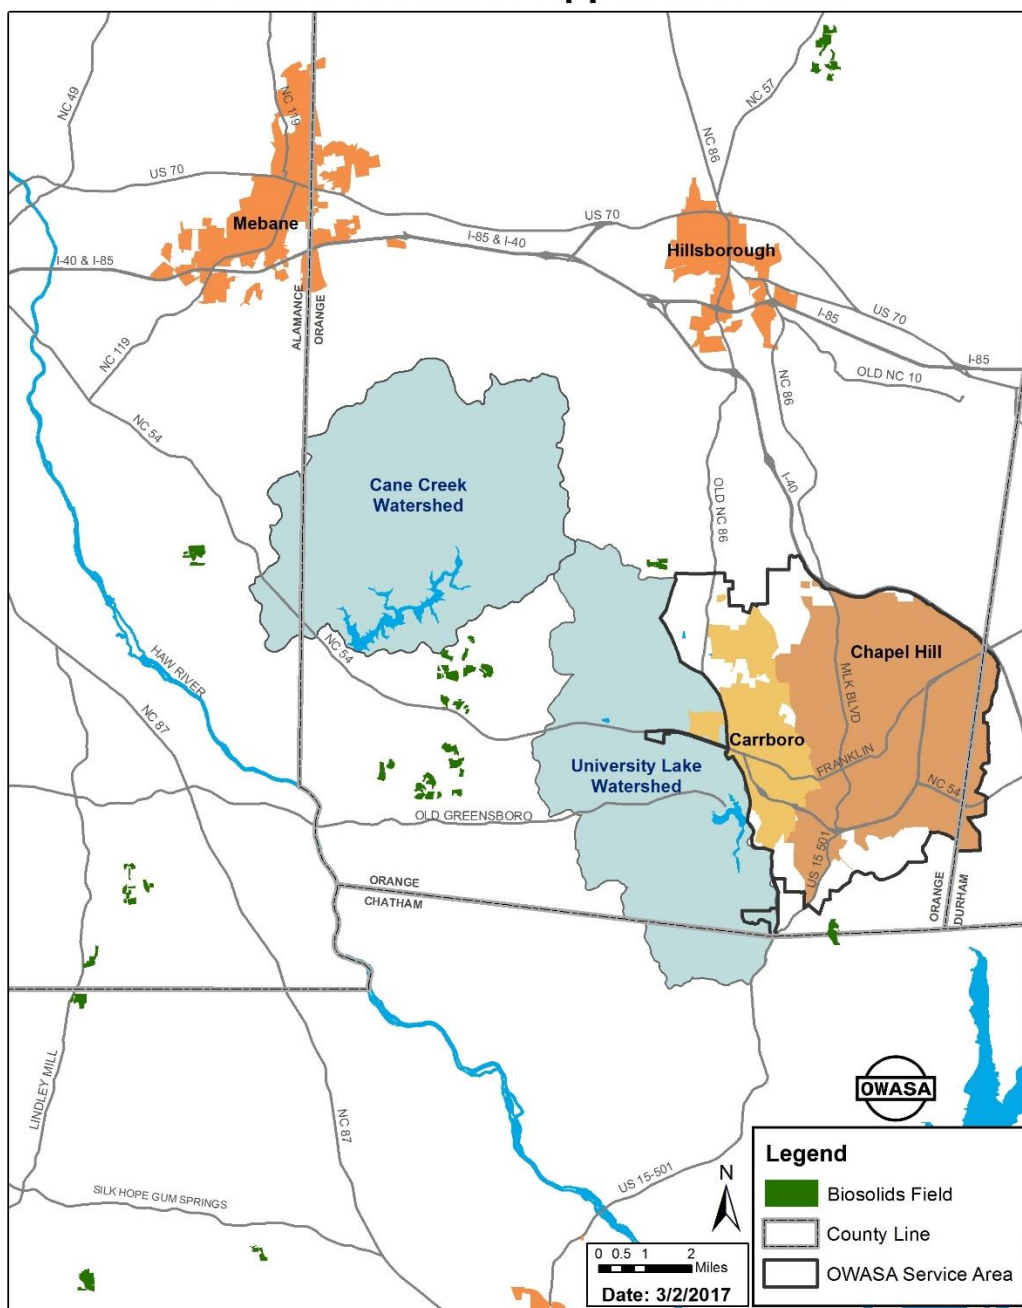 NC 49
NC 119
NC 57
NC 86
US 70
Mebane
US 70
Hillsborough
I-40 & I-85
I-85 & I-40
ALAMANCE
ORANGE
NC 119
I-85
US 70
I-85
OLD NC 10
NC 86
NC 54
Cane Creek
Watershed
OLD NC 86
I-40
HAW RIVER
NC 54
Chapel Hill
MLK BLVD
NC 87
Carrboro
FRANKLIN
University Lake
Watershed
NC 54
OLD GREENSBORO
US 15 501
ORANGE
CHATHAM
ORANGE
DURHAM
LINDLEY MILL
OWASA
NC 87
SILK HOPE GUM SPRINGS
US 15-501
N
0 0.5 1 2
Miles
Date: 3/2/2017
Legend
Biosolids Field
County Line
OWASA Service Area